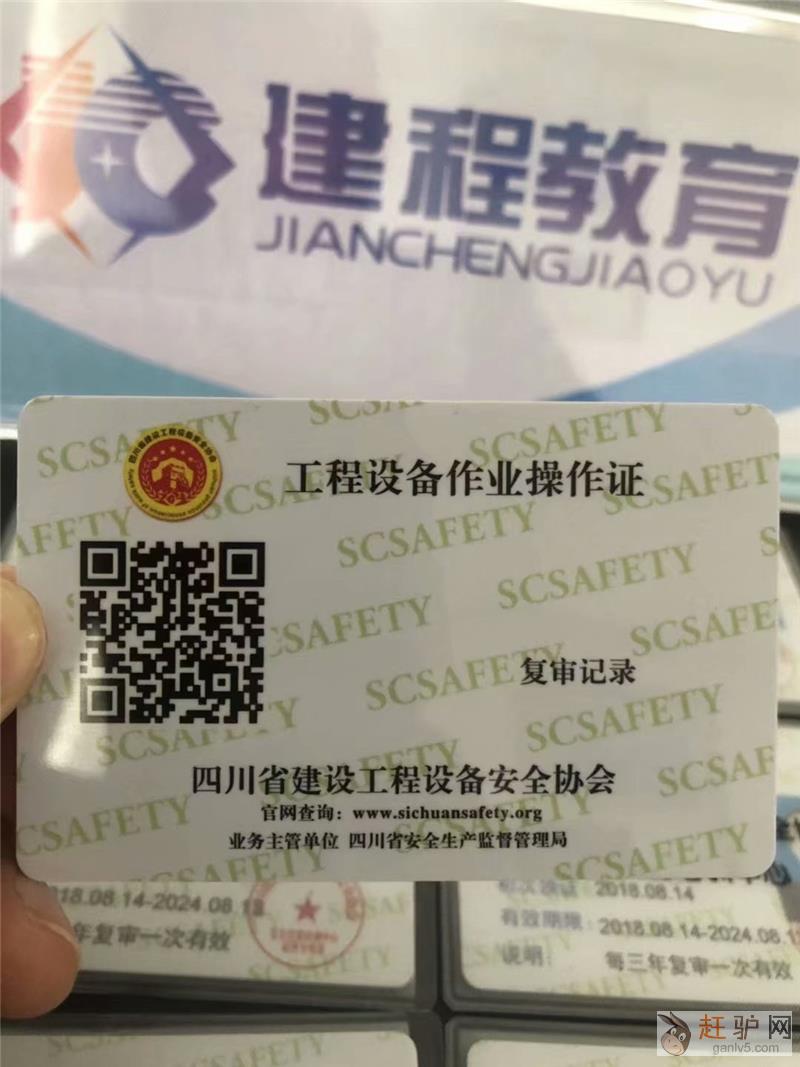 建程教育
JIANCHENGJIAOYU
SCSAFETY
工程设备作业操作证
复审记录
四川省建设工程设备安全协会
官网查询：www.sichuansafety.org
业务主管单位 四川省安全生产监督管理局
2018.08.14
有效期限：2018.08.14-2024.08.1
说明：每三年复审一次有效
18.08.14-2024.08.13
年复审一次有效
赶驴网
ganlv5.com